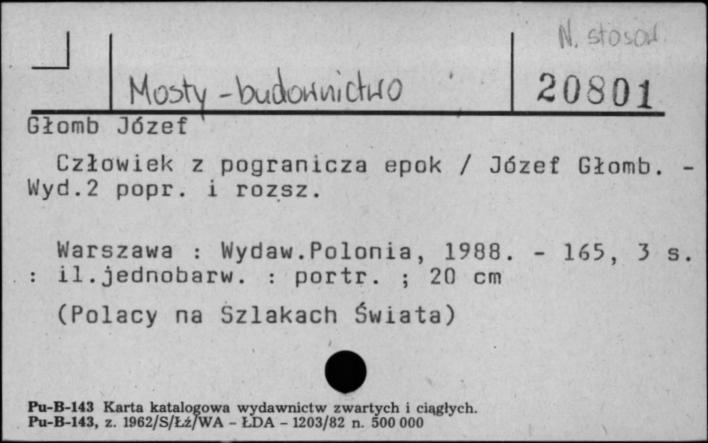 N. stosow.
Mosty - budownictwo
20801
Głomb Józef
Człowiek z pogranicza epok / Józef Głomb. -
Wyd.2 popr. i rozsz.
Warszawa : Wydaw.Polonia, 1988. - 165, 3 s.
: il.jednobarw. : portr. ; 20 cm
(Polacy na Szlakach Świata)
Pu-B-143 Karta katalogowa wydawnictw zwartych i ciągłych.
Pu-B-143, z. 1962/S/Łż/WA - ŁDA - 1203/82 n. 500 000